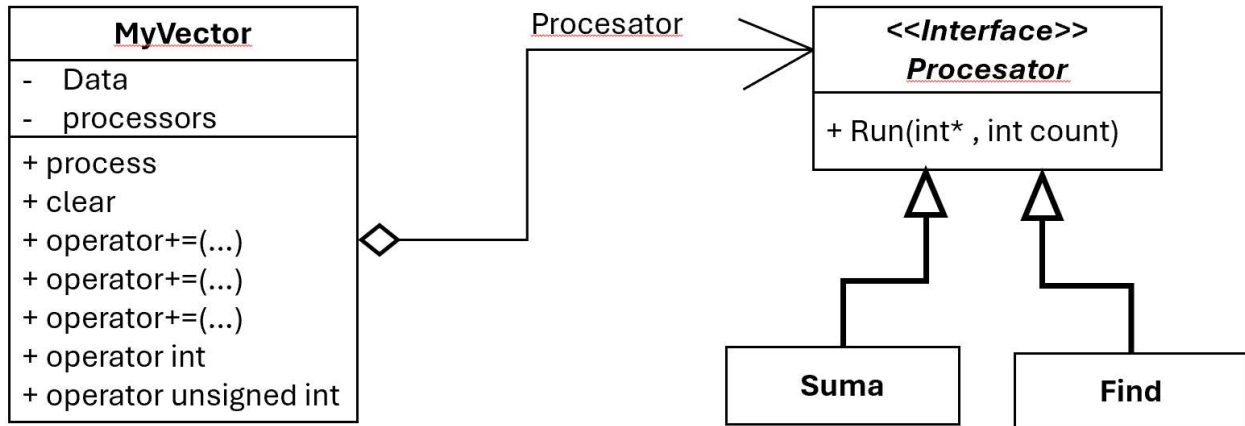 MyVector
- Data
- processors
+ process
+ clear
+ operator+=(...)
+ operator+=(...)
+ operator+=(...)
+ operator int
+ operator unsigned int
Procesator
<<Interface>>
Procesator
+ Run(int* , int count)
Suma
Find